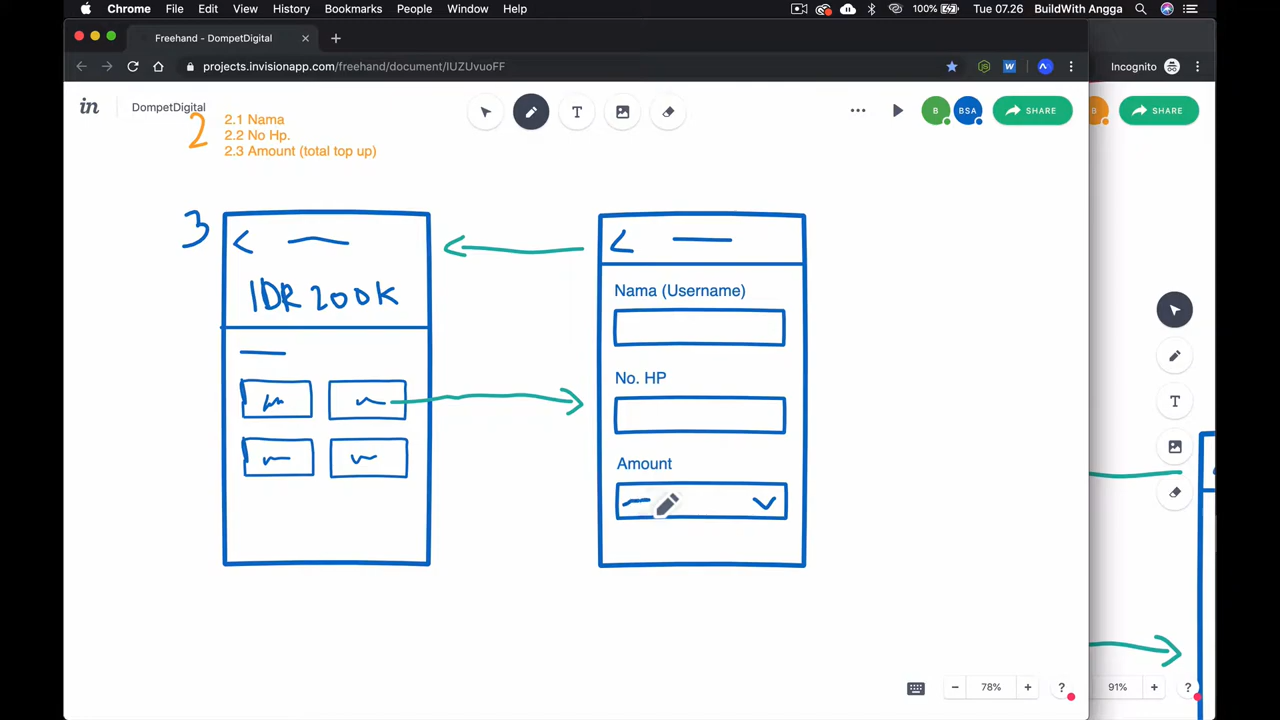 Chrome File Edit View History Bookmarks People Window Help
100% Tue 07.26 BuildWith Angga
Freehand - DompetDigital
projects.invisionapp.com/freehand/document/IUZUvuoFF
Incognito
in DompetDigital
T
B BSA SHARE
SHARE
2
2.1 Nama
2.2 No Hp.
2.3 Amount (total top up)
3
IDR 200K
Nama (Username)
No. HP
Amount
T
78%
?
91%
?